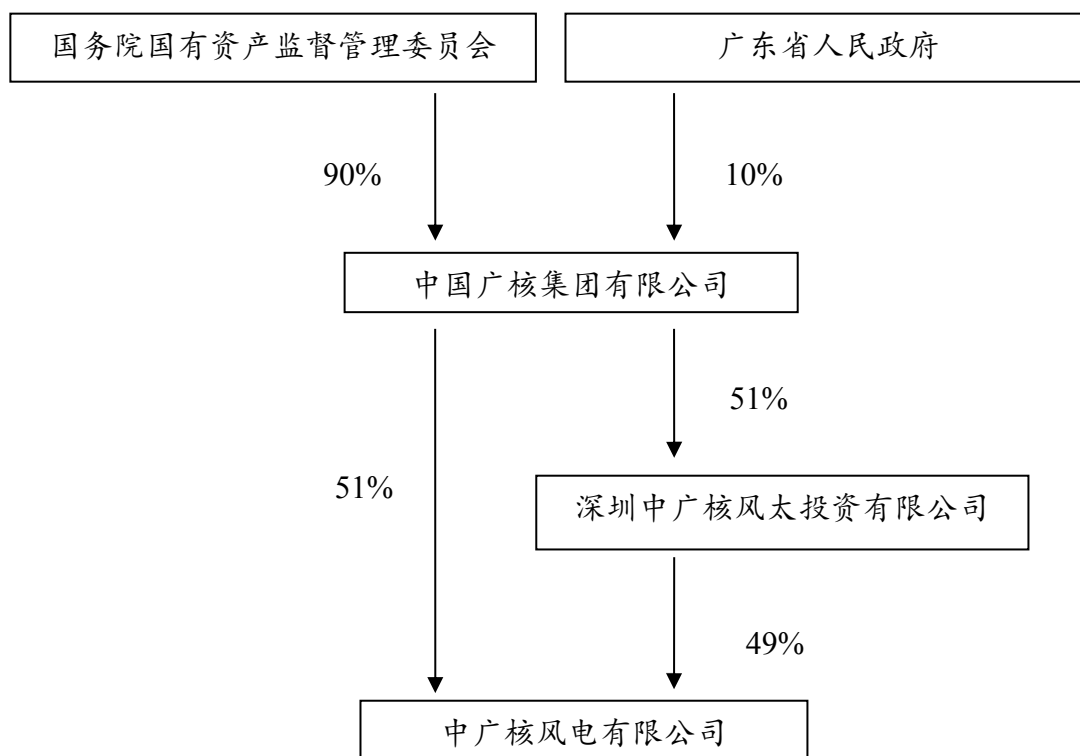 国务院国有资产监督管理委员会
广东省人民政府
90%
10%
中国广核集团有限公司
51%
51%
深圳中广核风太投资有限公司
49%
中广核风电有限公司